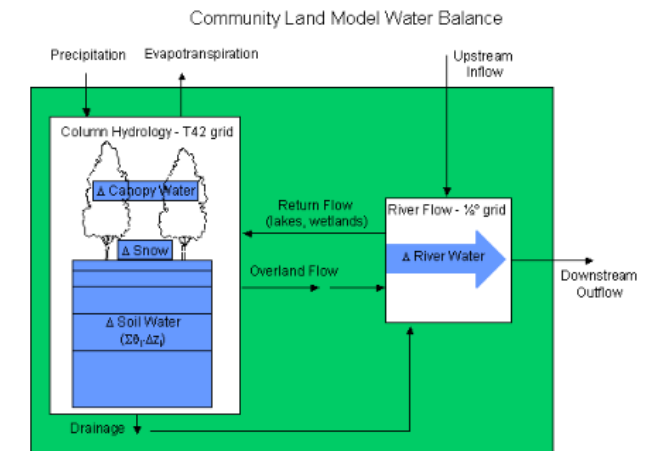 Community Land Model Water Balance
Precipitation
Evapotranspiration
Upstream
Inflow
Column Hydrology - T42 grid
Δ Canopy Water
Δ Snow
Δ Soil Water
(Σθᵢ·Δzᵢ)
Drainage
Return Flow
(lakes, wetlands)
Overland Flow
River Flow - ½° grid
Δ River Water
Downstream
Outflow